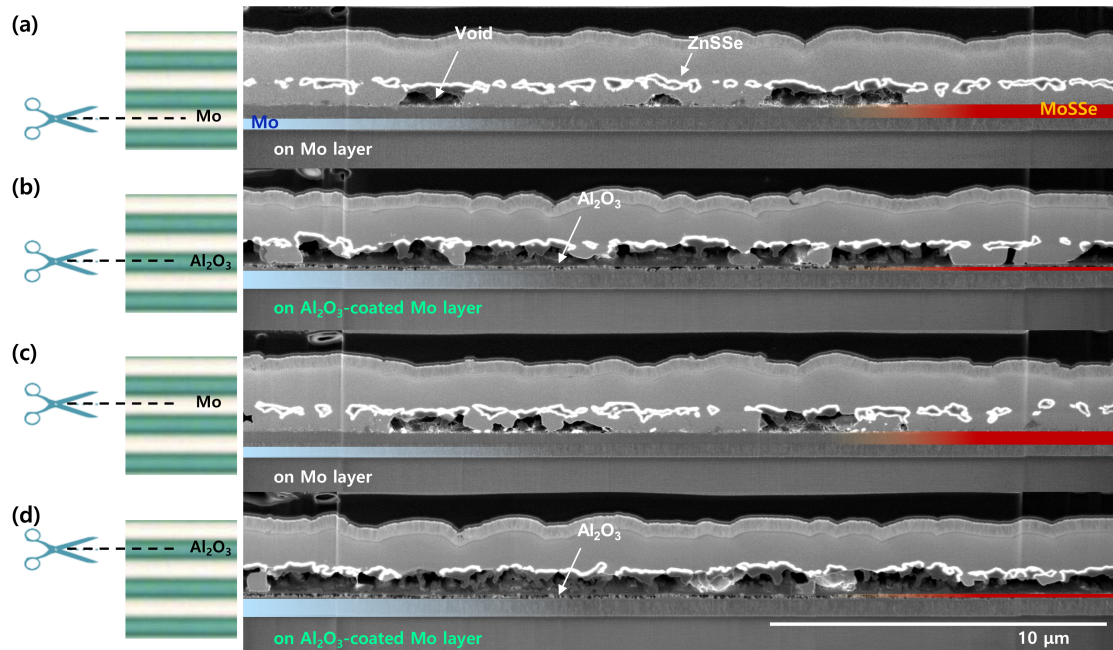 (a)
Void
ZnSSe
Mo
Mo
MoSSe
on Mo layer
(b)
Al₂O₃
Al₂O₃
on Al₂O₃-coated Mo layer
(c)
Mo
on Mo layer
(d)
Al₂O₃
Al₂O₃
on Al₂O₃-coated Mo layer
10 μm